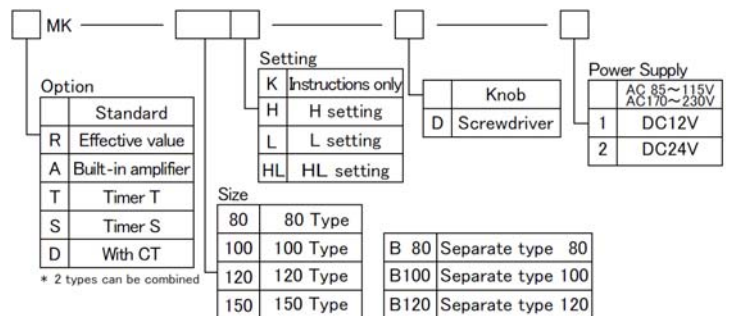 MK
Setting
K Instructions only
H H setting
L L setting
HL HL setting
Knob
D Screwdriver
Power Supply
AC 85～115V
AC170～230V
1 DC12V
2 DC24V
Option
Standard
R Effective value
A Built-in amplifier
T Timer T
S Timer S
D With CT
* 2 types can be combined
Size
80 80 Type
100 100 Type
120 120 Type
150 150 Type
B 80 Separate type 80
B100 Separate type 100
B120 Separate type 120